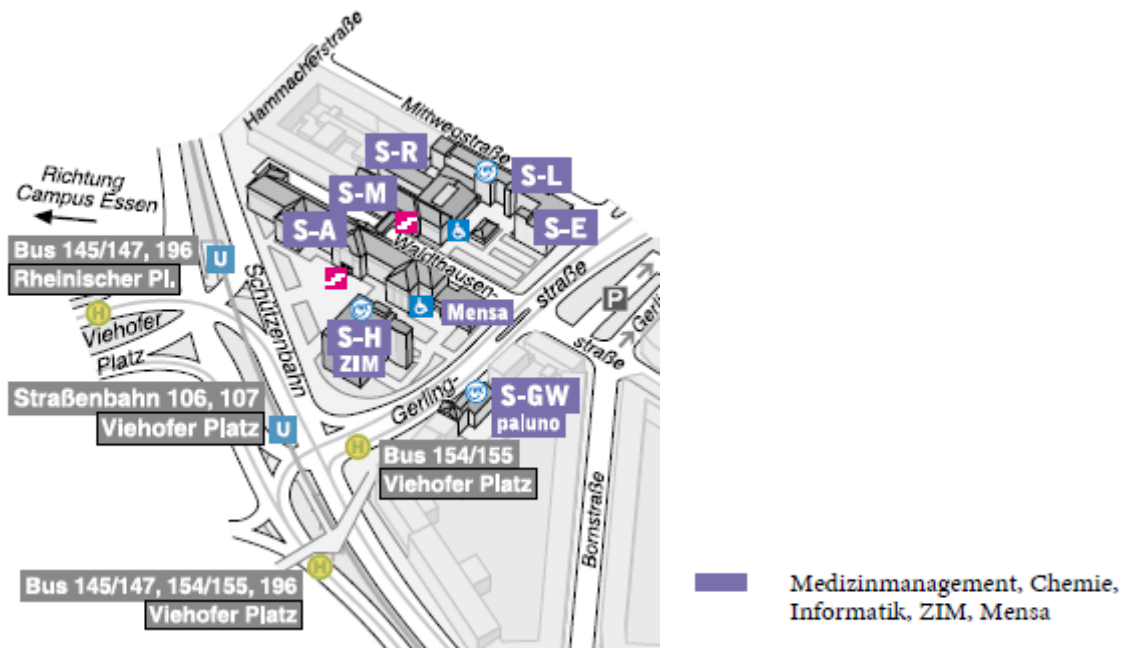 Hammacherstraße
Mittwegstraße
S-R
S-L
Richtung
Campus Essen
S-M
S-A
S-E
Bus 145/147, 196
Rheinischer Pl.
U
Waldthausen-
straße
P
Gerling-
straße
Mensa
H
Viehofer
Platz
Schützenbahn
S-H
ZIM
Straßenbahn 106, 107
Viehofer Platz
U
Gerling-
S-GW
paluno
H
Bus 154/155
Viehofer Platz
Bornstraße
H
Bus 145/147, 154/155, 196
Viehofer Platz
Medizinmanagement, Chemie,
Informatik, ZIM, Mensa